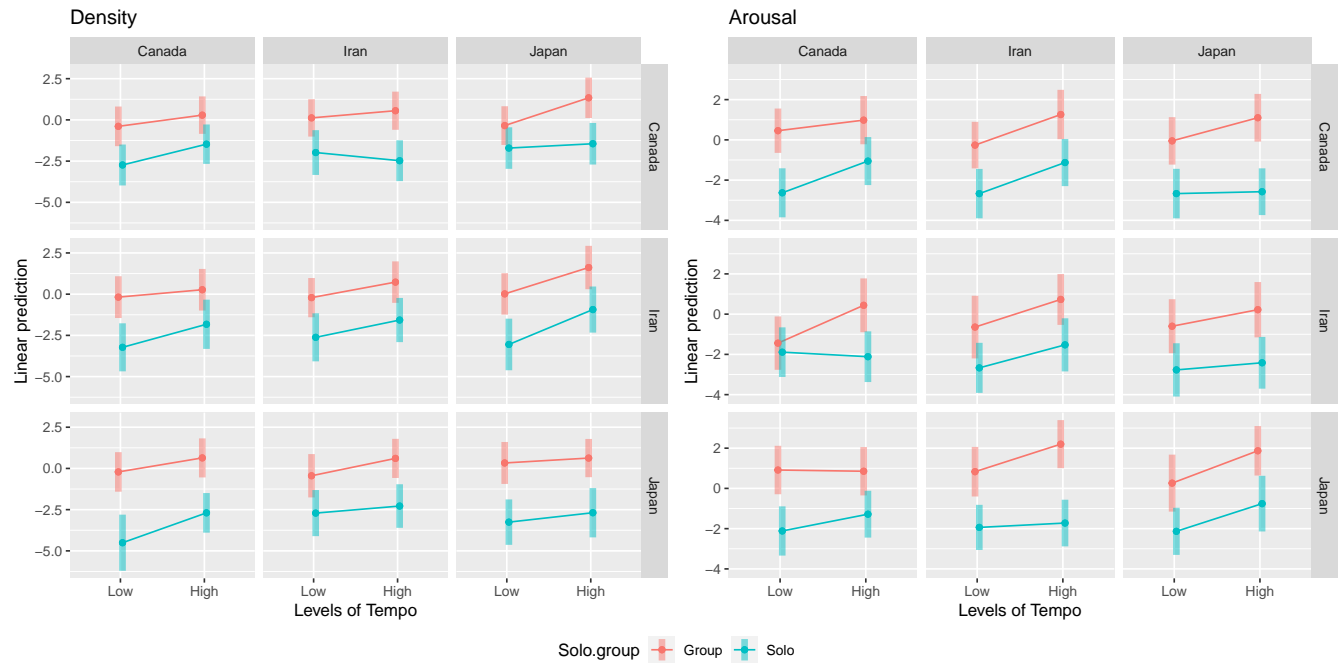 Density
Arousal
Canada Iran Japan
Canada Iran Japan
2.5
0.0
−2.5
−5.0
Canada
2
0
−2
−4
Canada
Linear prediction
2.5
0.0
−2.5
−5.0
Iran
Linear prediction
2
0
−2
−4
Iran
2.5
0.0
−2.5
−5.0
Japan
2
0
−2
−4
Japan
Low High Low High Low High
Levels of Tempo
Low High Low High Low High
Levels of Tempo
Solo.group Group Solo